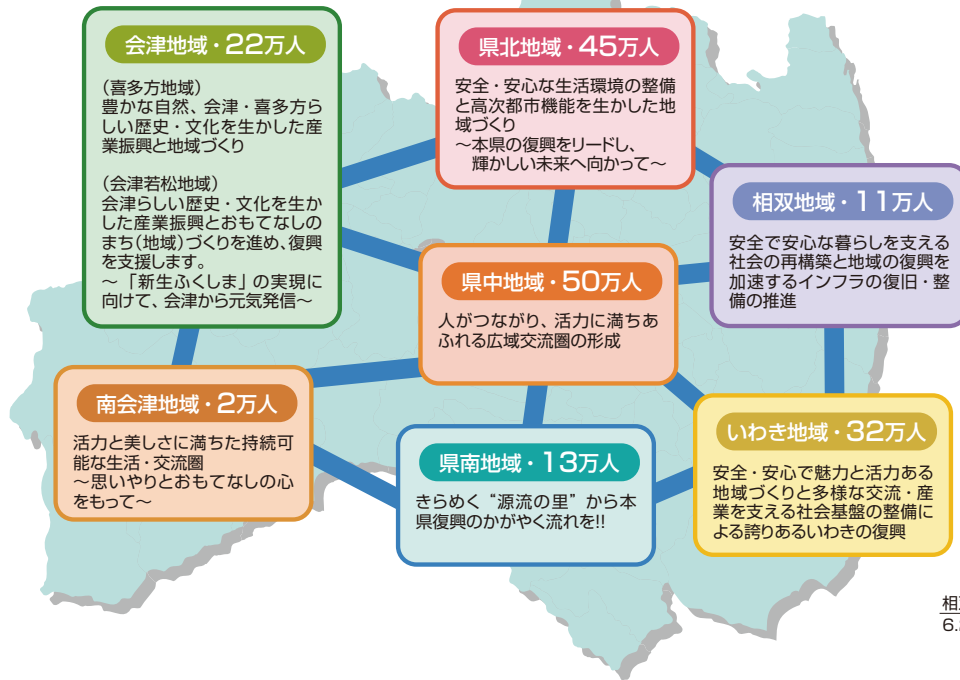 会津地域・22万人
(喜多方地域)
豊かな自然、会津・喜多方ら
しい歴史・文化を生かした産
業振興と地域づくり
(会津若松地域)
会津らしい歴史・文化を生か
した産業振興とおもてなしの
まち(地域)づくりを進め、復興
を支援します。
～「新生ふくしま」の実現に
向けて、会津から元気発信～
県北地域・45万人
安全・安心な生活環境の整備
と高次都市機能を生かした地
域づくり
～本県の復興をリードし、
輝かしい未来へ向かって～
相双地域・11万人
安全で安心な暮らしを支える
社会の再構築と地域の復興を
加速するインフラの復旧・整
備の推進
県中地域・50万人
人がつながり、活力に満ちあ
ふれる広域交流圏の形成
南会津地域・2万人
活力と美しさに満ちた持続可
能な生活・交流圏
～思いやりとおもてなしの心
をもって～
県南地域・13万人
きらめく“源流の里”から本
県復興のかがやく流れを!!
いわき地域・32万人
安全・安心で魅力と活力ある
地域づくりと多様な交流・産
業を支える社会基盤の整備に
よる誇りあるいわきの復興